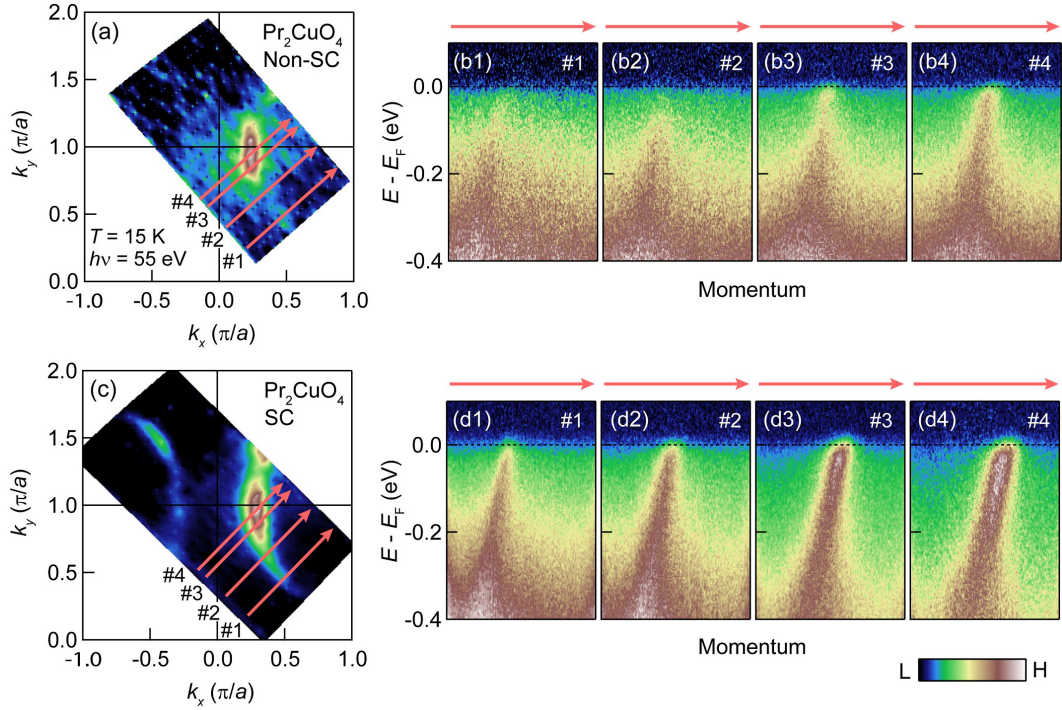 (a)
Pr2CuO4
Non-SC
2.0
1.5
1.0
0.5
0.0
ky (π/a)
#4
#3
#2
#1
T = 15 K
hν = 55 eV
-1.0 -0.5 0.0 0.5 1.0
kx (π/a)
(b1) #1
(b2) #2
(b3) #3
(b4) #4
0.0
-0.2
-0.4
E - EF (eV)
Momentum
(c)
Pr2CuO4
SC
2.0
1.5
1.0
0.5
0.0
ky (π/a)
#4
#3
#2
#1
-1.0 -0.5 0.0 0.5 1.0
kx (π/a)
(d1) #1
(d2) #2
(d3) #3
(d4) #4
0.0
-0.2
-0.4
E - EF (eV)
Momentum
L H